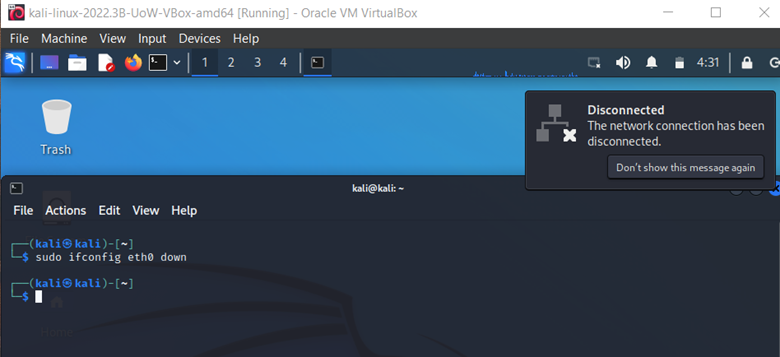 kali-linux-2022.3B-UoW-VBox-amd64 [Running] - Oracle VM VirtualBox
File Machine View Input Devices Help
1 2 3 4 4:31
Disconnected
The network connection has been
disconnected.
Don't show this message again
Trash
kali@kali: ~
File Actions Edit View Help
┌──(kali㉿kali)-[~]
└─$ sudo ifconfig eth0 down
┌──(kali㉿kali)-[~]
└─$
Home